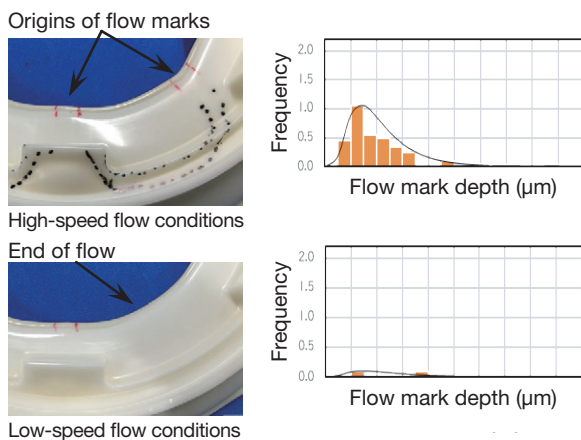 Origins of flow marks
High-speed flow conditions
Frequency
2.0
1.5
1.0
0.5
0.0
Flow mark depth (µm)
End of flow
Low-speed flow conditions
Frequency
2.0
1.5
1.0
0.5
0.0
Flow mark depth (µm)